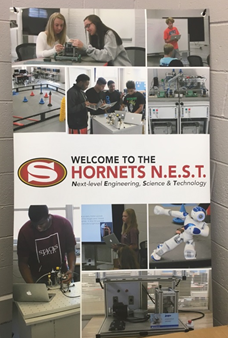 WELCOME TO THE
S HORNETS N.E.S.T.
Next-level Engineering, Science & Technology